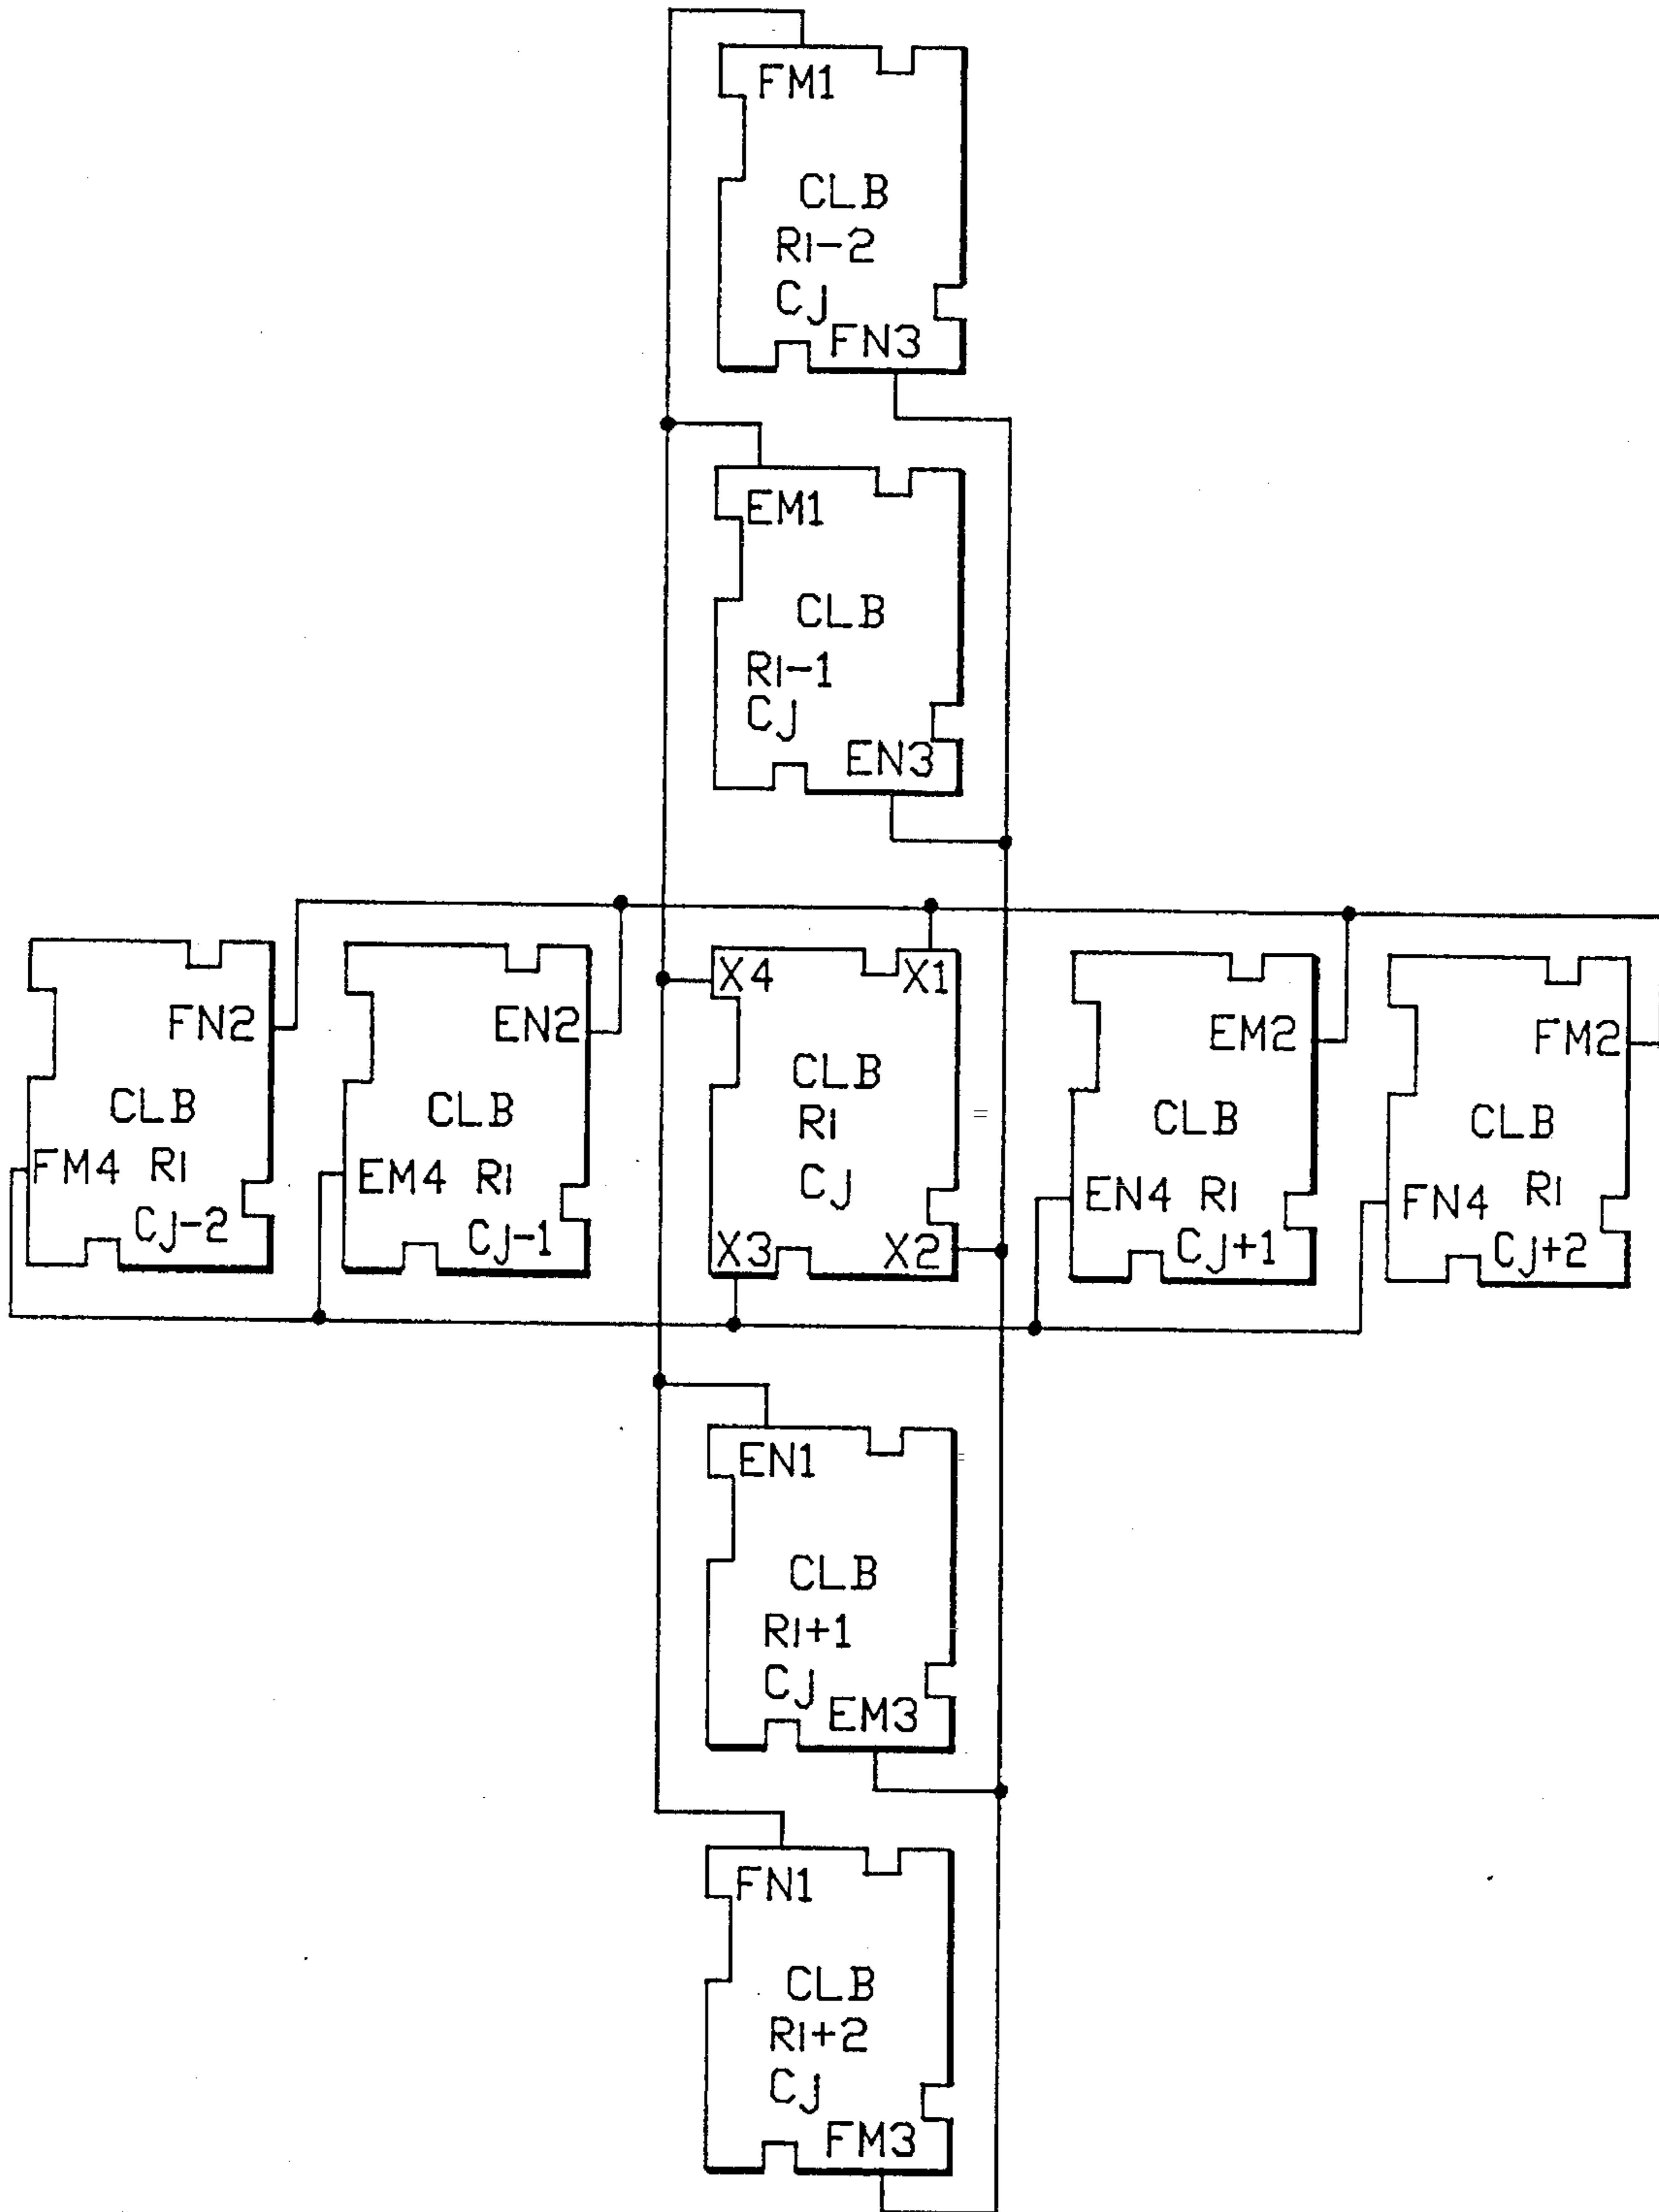 FM1
CLB
Ri-2
CJ
FN3
EM1
CLB
Ri-1
CJ
EN3
FN2
CLB
FM4 Ri
CJ-2
EN2
CLB
EM4 Ri
CJ-1
X4 X1
CLB
Ri
CJ
X3 X2
EM2
CLB
EN4 Ri
CJ+1
FM2
CLB
FN4 Ri
CJ+2
EN1
CLB
Ri+1
CJ
EM3
FN1
CLB
Ri+2
CJ
FM3